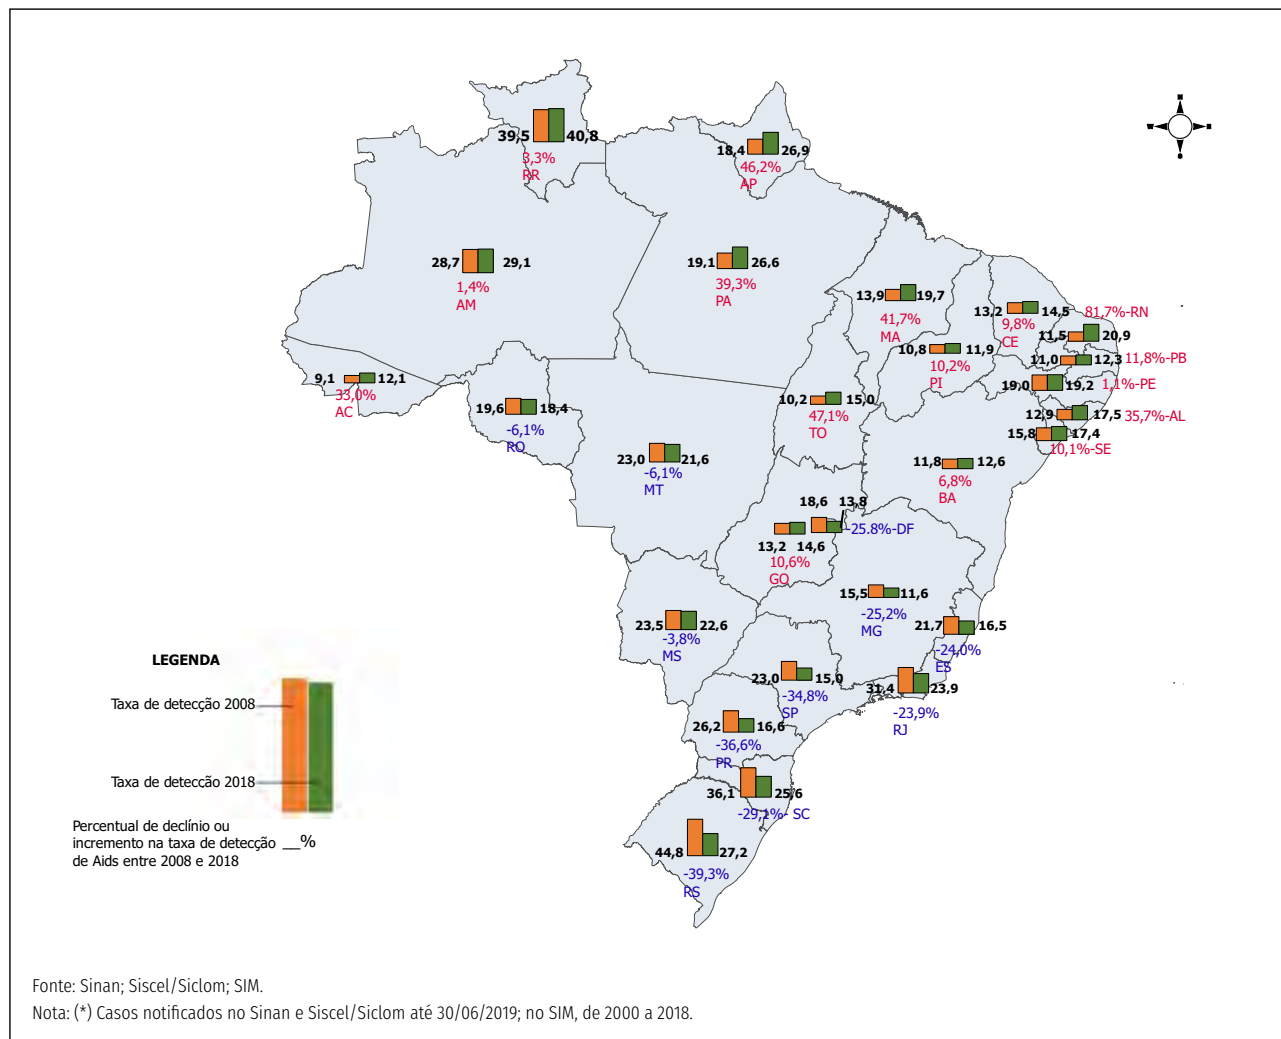 39,5 40,8
3,3%
RR
18,4 26,9
46,2%
AP
28,7 29,1
1,4%
AM
19,1 26,6
39,3%
PA
13,9 19,7
41,7%
MA
13,2 14,5
9,8%
CE
81,7%-RN
11,5 20,9
10,8 11,9
10,2%
PI
11,0 12,3
11,8%-PB
19,0 19,2
1,1%-PE
9,1 12,1
33,0%
AC
19,6 18,4
-6,1%
RO
10,2 15,0
47,1%
TO
12,9 17,5
35,7%-AL
15,8 17,4
10,1%-SE
23,0 21,6
-6,1%
MT
11,8 12,6
6,8%
BA
18,6 13,8
-25.8%-DF
13,2 14,6
10,6%
GO
15,5 11,6
-25,2%
MG
23,5 22,6
-3,8%
MS
21,7 16,5
-24,0%
ES
23,0 15,0
-34,8%
SP
31,4 23,9
-23,9%
RJ
26,2 16,6
-36,6%
PR
36,1 25,6
-29,1%- SC
44,8 27,2
-39,3%
RS
LEGENDA
Taxa de detecção 2008
Taxa de detecção 2018
Percentual de declínio ou
incremento na taxa de detecção __%
de Aids entre 2008 e 2018
Fonte: Sinan; Siscel/Siclom; SIM.
Nota: (*) Casos notificados no Sinan e Siscel/Siclom até 30/06/2019; no SIM, de 2000 a 2018.